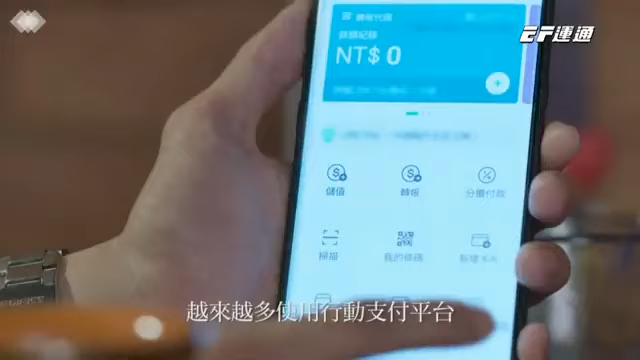 EF運通
NT$ 0
儲值
轉帳
分攤付款
掃描
我的條碼
越來越多使用行動支付平台